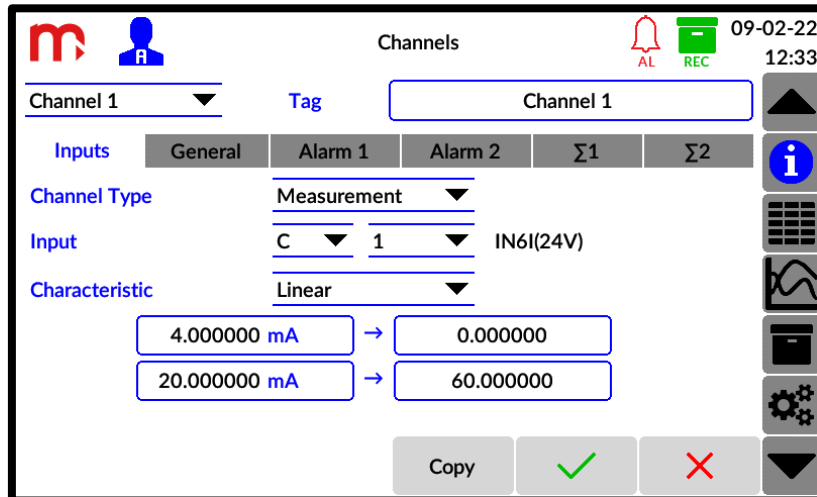 m
A
Channels
AL
REC
09-02-22
12:33
Channel 1
Tag
Channel 1
Inputs
General
Alarm 1
Alarm 2
∑1
∑2
i
Channel Type
Measurement
Input
C
1
IN6I(24V)
Characteristic
Linear
4.000000 mA → 0.000000
20.000000 mA → 60.000000
Copy